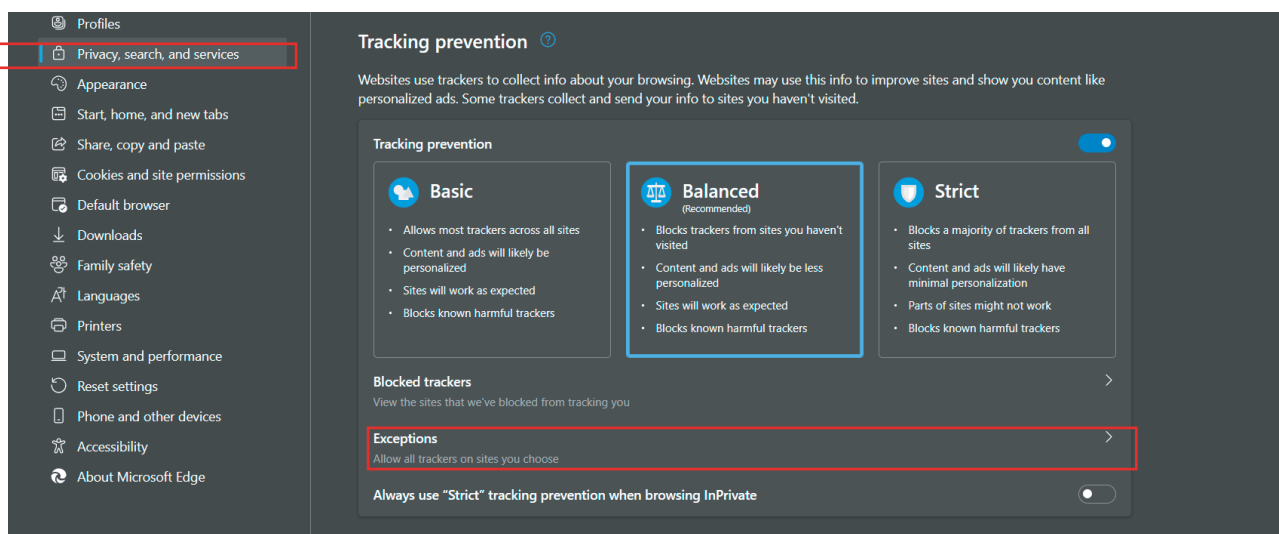 Profiles
Privacy, search, and services
Appearance
Start, home, and new tabs
Share, copy and paste
Cookies and site permissions
Default browser
Downloads
Family safety
Languages
Printers
System and performance
Reset settings
Phone and other devices
Accessibility
About Microsoft Edge
Tracking prevention
Websites use trackers to collect info about your browsing. Websites may use this info to improve sites and show you content like
personalized ads. Some trackers collect and send your info to sites you haven't visited.
Tracking prevention
Basic
• Allows most trackers across all sites
• Content and ads will likely be
personalized
• Sites will work as expected
• Blocks known harmful trackers
Balanced
(Recommended)
• Blocks trackers from sites you haven't
visited
• Content and ads will likely be less
personalized
• Sites will work as expected
• Blocks known harmful trackers
Strict
• Blocks a majority of trackers from all
sites
• Content and ads will likely have
minimal personalization
• Parts of sites might not work
• Blocks known harmful trackers
Blocked trackers
View the sites that we've blocked from tracking you
Exceptions
Allow all trackers on sites you choose
Always use "Strict" tracking prevention when browsing InPrivate